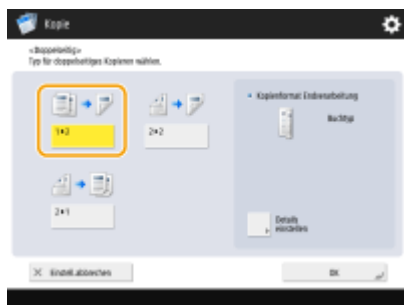 Kopie
<Doppelseitig>
Typ für doppelseitiges Kopieren wählen.
Kopienformat Endverarbeitung
1▸2
2▸2
Buchtyp
2▸1
Details
einstellen
Einstell. abbrechen
OK